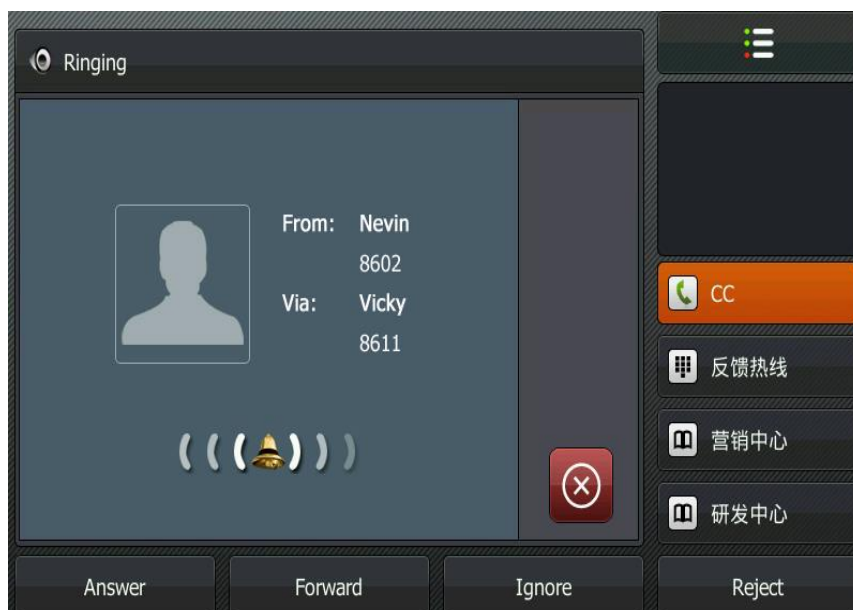 Ringing
From: Nevin
8602
Via: Vicky
8611
CC
反馈热线
营销中心
研发中心
Answer Forward Ignore Reject